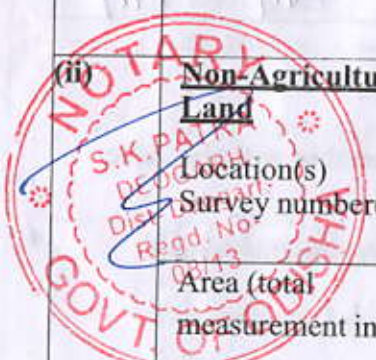 (ii)
Non-Agricultu
Land
Location(s)
Survey number
Area (total
measurement in
NOTARY
S.K. PATRA
DEOGARH
Regd. No-
08/13
GOVT. OF ODISHA